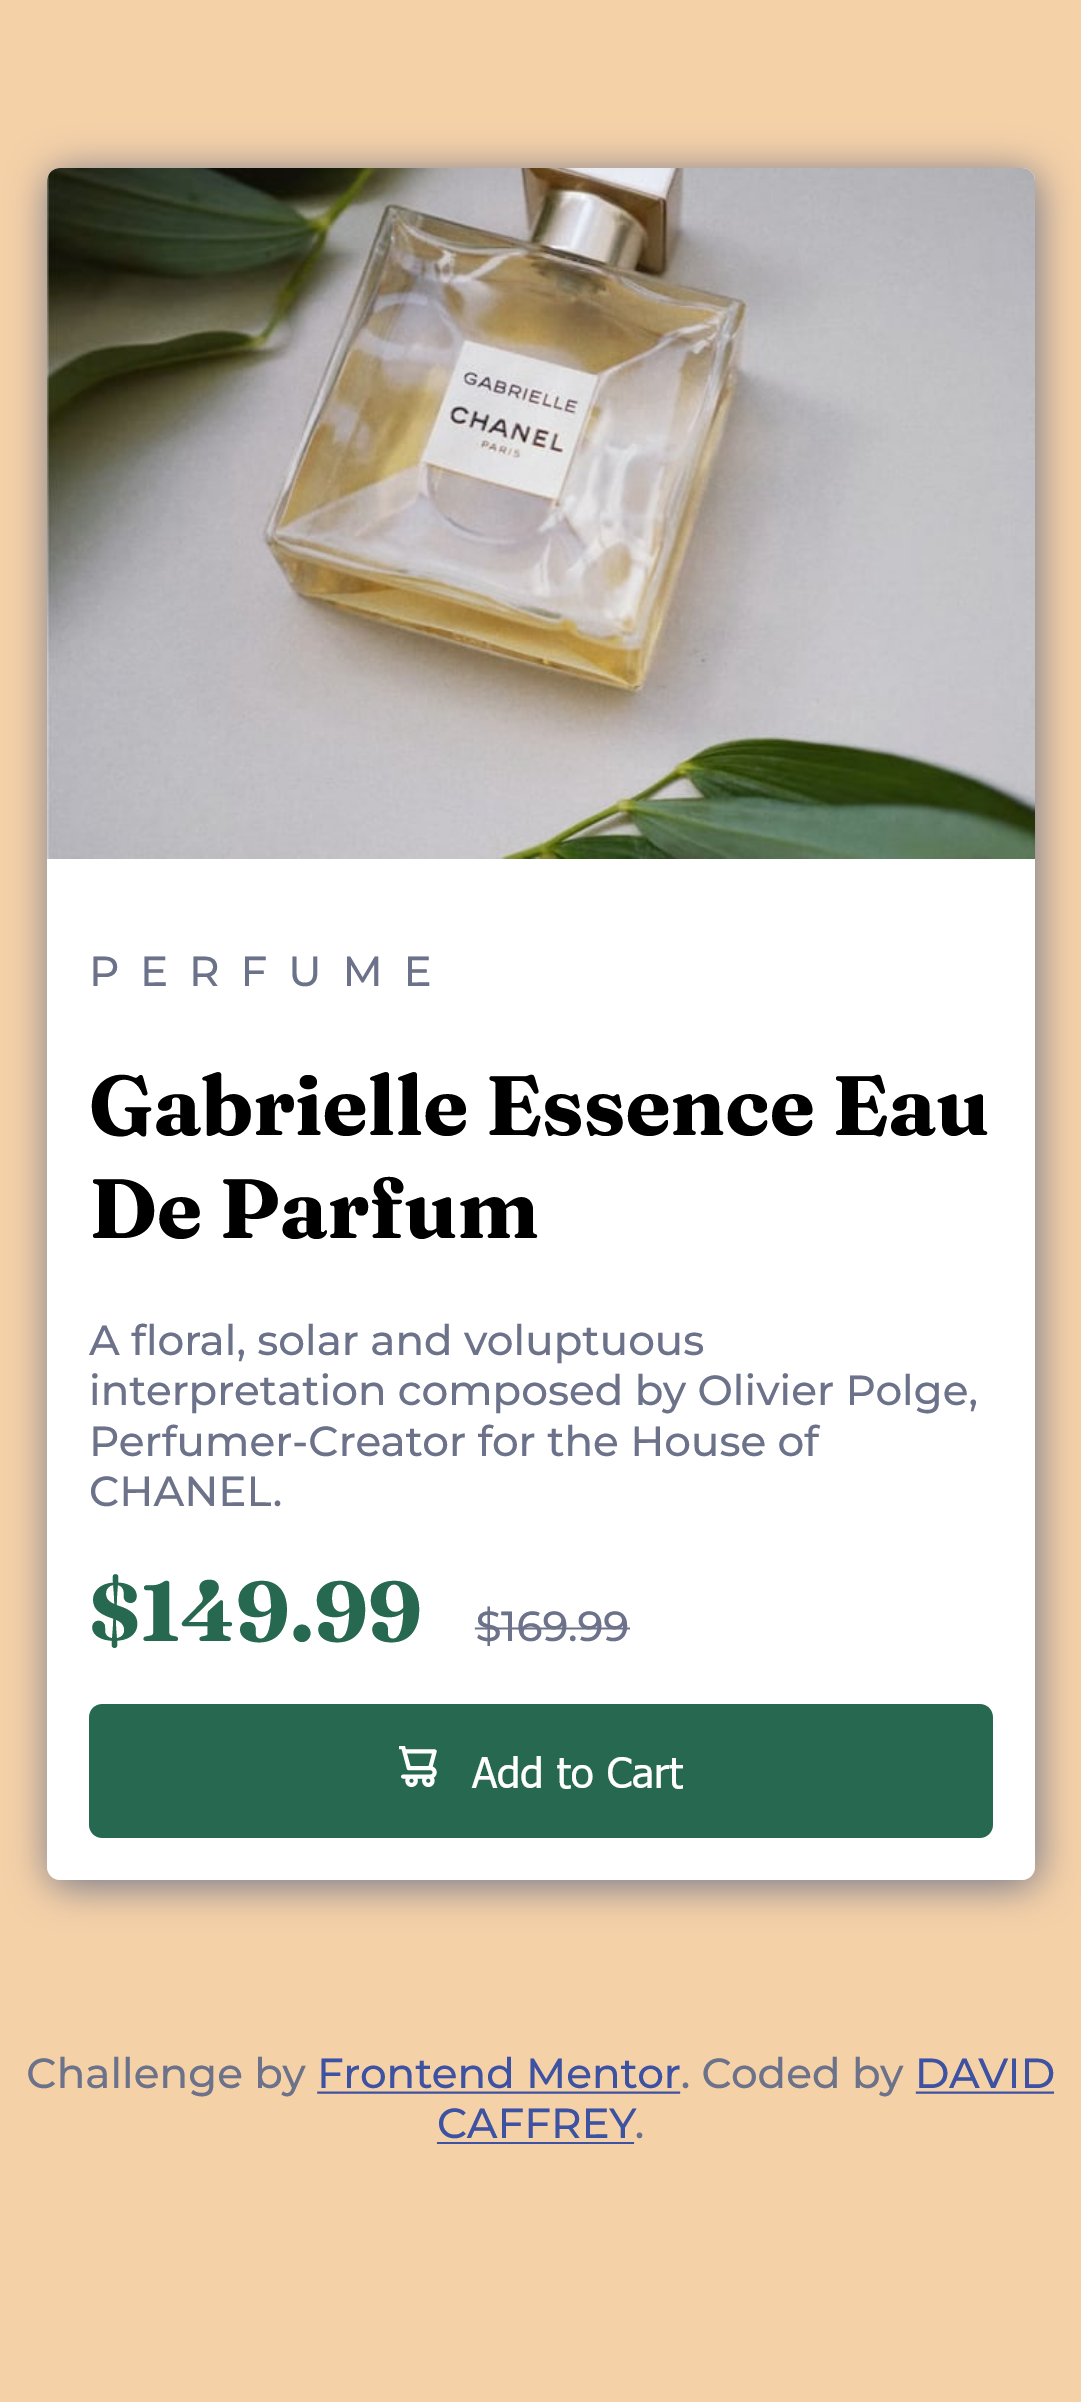 GABRIELLE
CHANEL
PARIS
PERFUME
Gabrielle Essence Eau
De Parfum
A floral, solar and voluptuous
interpretation composed by Olivier Polge,
Perfumer-Creator for the House of
CHANEL.
$149.99 $169.99
Add to Cart
Challenge by Frontend Mentor. Coded by DAVID
CAFFREY.